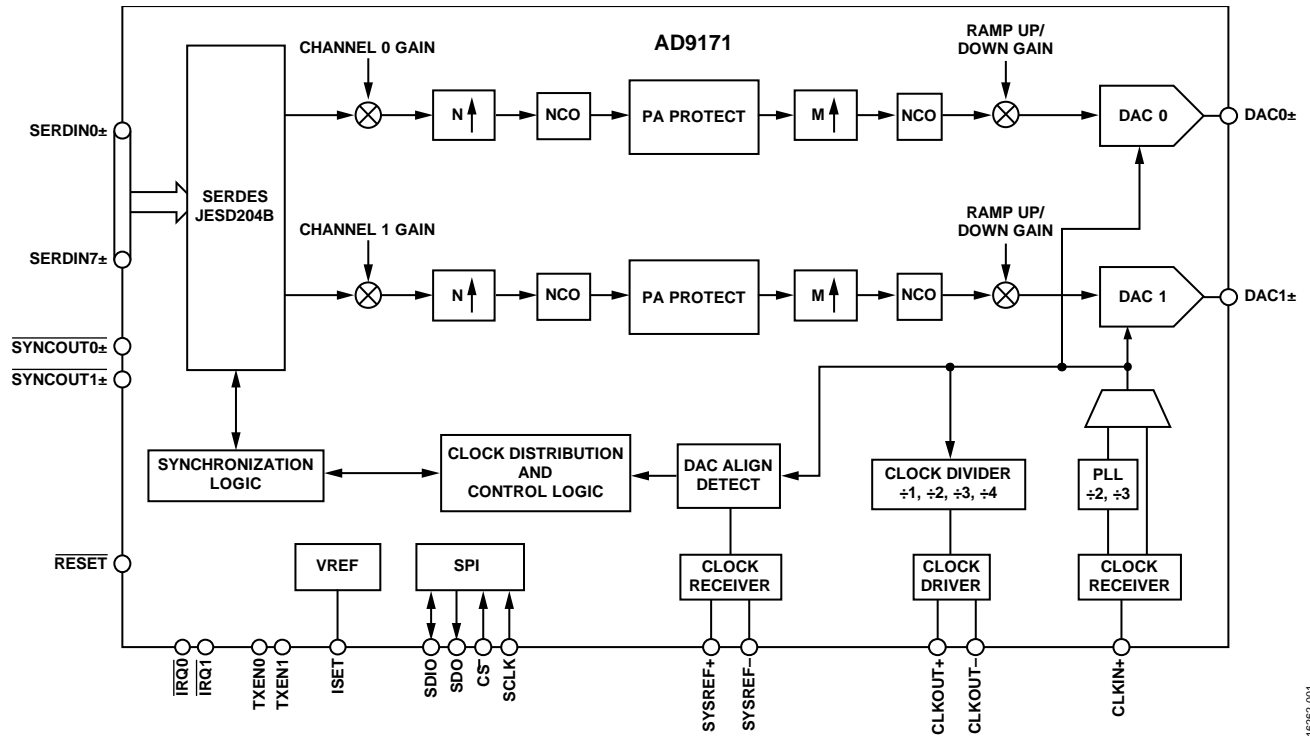 AD9171
CHANNEL 0 GAIN
RAMP UP/
DOWN GAIN
SERDIN0±
SERDIN7±
SERDES
JESD204B
N
NCO
PA PROTECT
M
NCO
DAC 0
DAC0±
CHANNEL 1 GAIN
RAMP UP/
DOWN GAIN
N
NCO
PA PROTECT
M
NCO
DAC 1
DAC1±
SYNCOUT0±
SYNCOUT1±
SYNCHRONIZATION
LOGIC
CLOCK DISTRIBUTION
AND
CONTROL LOGIC
DAC ALIGN
DETECT
CLOCK DIVIDER
÷1, ÷2, ÷3, ÷4
PLL
÷2, ÷3
RESET
VREF
SPI
CLOCK
RECEIVER
CLOCK
DRIVER
CLOCK
RECEIVER
IRQ0
IRQ1
TXEN0
TXEN1
ISET
SDIO
SDO
CS
SCLK
SYSREF+
SYSREF−
CLKOUT+
CLKOUT−
CLKIN+
16262-001